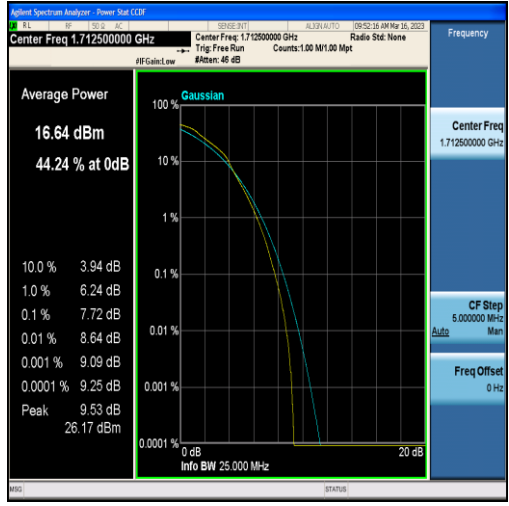 Agilent Spectrum Analyzer - Power Stat CCDF
RL RF 50 Ω AC SENSE:INT ALIGN AUTO 09:52:16 AM Mar 16, 2023
Center Freq 1.712500000 GHz
Center Freq: 1.712500000 GHz Radio Std: None
Trig: Free Run Counts:1.00 M/1.00 Mpt
#IFGain:Low #Atten: 46 dB
Frequency
Average Power
16.64 dBm
44.24 % at 0dB
10.0 % 3.94 dB
1.0 % 6.24 dB
0.1 % 7.72 dB
0.01 % 8.64 dB
0.001 % 9.09 dB
0.0001 % 9.25 dB
Peak 9.53 dB
26.17 dBm
Gaussian
100 %
10 %
1 %
0.1 %
0.01 %
0.001 %
0.0001 %
0 dB 20 dB
Info BW 25.000 MHz
Center Freq
1.712500000 GHz
CF Step
5.000000 MHz
Auto Man
Freq Offset
0 Hz
MSG STATUS